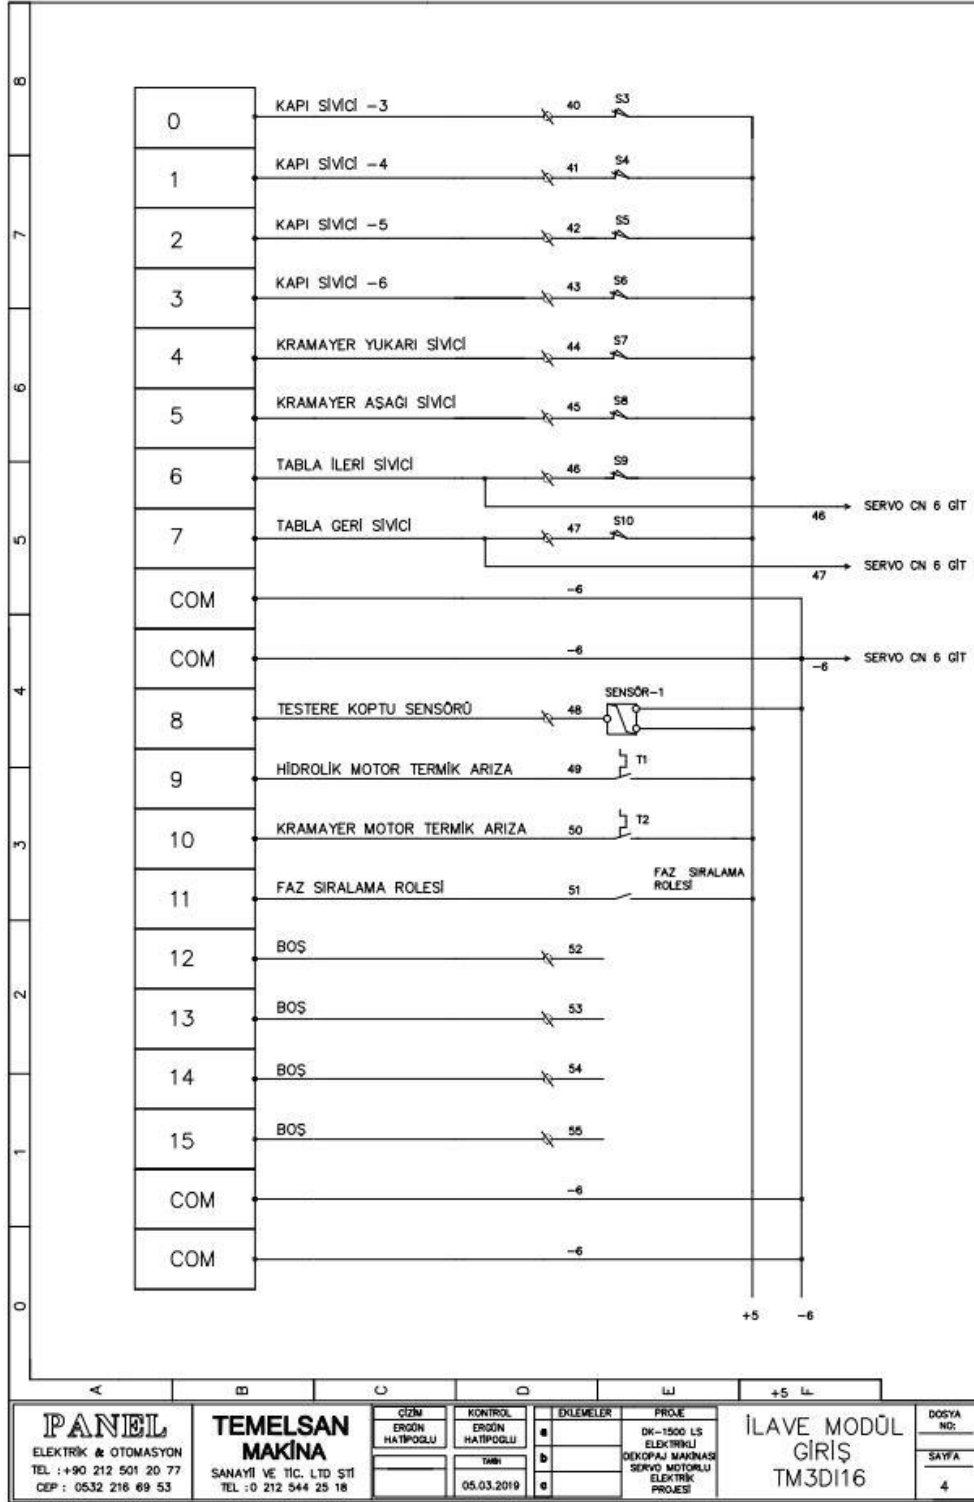 8
7
6
5
4
3
2
1
0
0 KAPI SİVİCİ -3 40 S3
1 KAPI SİVİCİ -4 41 S4
2 KAPI SİVİCİ -5 42 S5
3 KAPI SİVİCİ -6 43 S6
4 KRAMAYER YUKARI SİVİCİ 44 S7
5 KRAMAYER AŞAĞI SİVİCİ 45 S8
6 TABLA İLERİ SİVİCİ 46 S9
46 SERVO CN 6 GİT
7 TABLA GERİ SİVİCİ 47 S10
47 SERVO CN 6 GİT
COM -6
COM -6 -6 SERVO CN 6 GİT
8 TESTERE KOPTU SENSÖRÜ 48 SENSÖR-1
9 HİDROLİK MOTOR TERMİK ARIZA 49 T1
10 KRAMAYER MOTOR TERMİK ARIZA 50 T2
11 FAZ SIRALAMA ROLESİ 51 FAZ SIRALAMA
ROLESİ
12 BOŞ 52
13 BOŞ 53
14 BOŞ 54
15 BOŞ 55
COM -6
COM -6
+5 -6
A B C D E +5 F
PANEL
ELEKTRİK & OTOMASYON
TEL :+90 212 501 20 77
CEP : 0532 216 69 53
TEMELSAN
MAKİNA
SANAYİİ VE TİC. LTD ŞTİ
TEL :0 212 544 25 18
ÇİZİM
ERGÜN
HATİPOGLU
KONTROL
ERGÜN
HATİPOGLU
TARİH
05.03.2019
EKLEMELER
a
b
c
PROJE
DK-1500 LS
ELEKTRİKLİ
DEKOPAJ MAKİNASI
SERVO MOTORLU
ELEKTRİK
PROJESİ
İLAVE MODÜL
GİRİŞ
TM3DI16
DOSYA
NO:
SAYFA
4